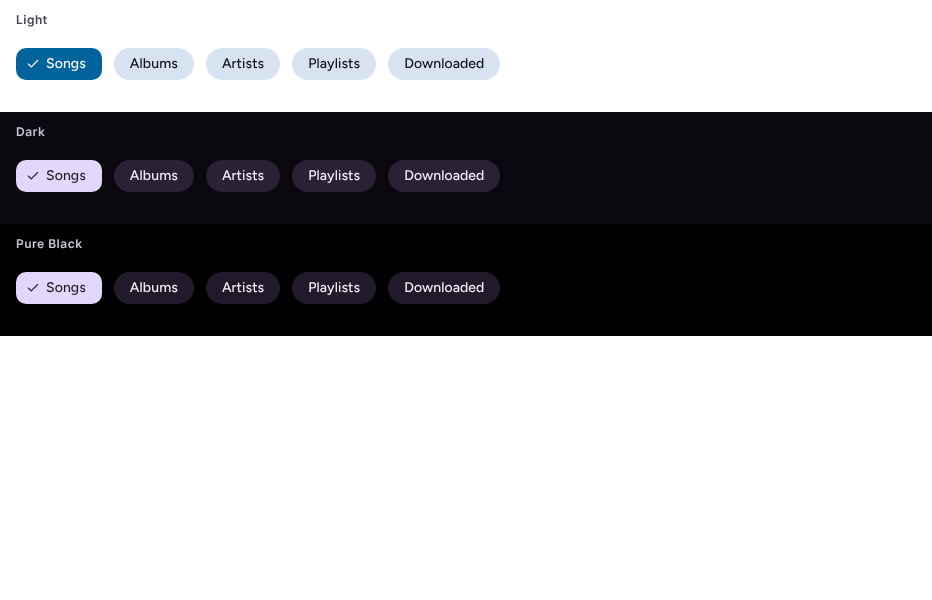 Light
Songs Albums Artists Playlists Downloaded
Dark
Songs Albums Artists Playlists Downloaded
Pure Black
Songs Albums Artists Playlists Downloaded